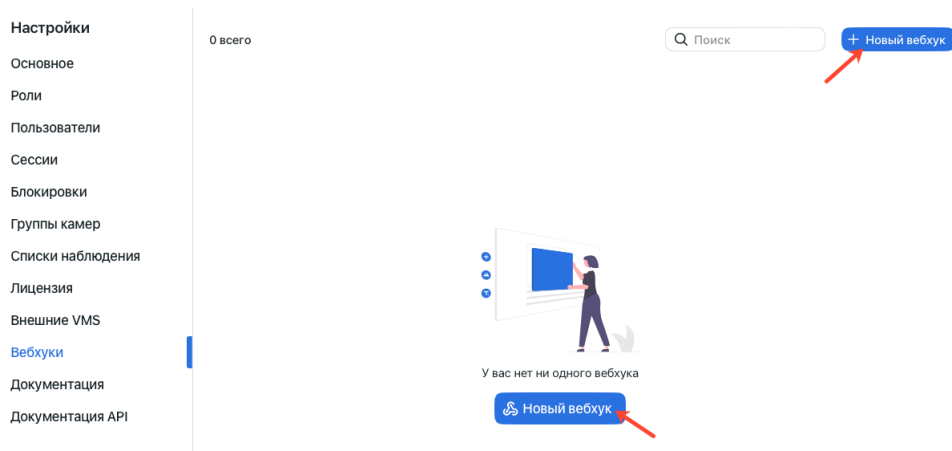 Настройки
Основное
Роли
Пользователи
Сессии
Блокировки
Группы камер
Списки наблюдения
Лицензия
Внешние VMS
Вебхуки
Документация
Документация API
0 всего
Поиск
+ Новый вебхук
У вас нет ни одного вебхука
Новый вебхук